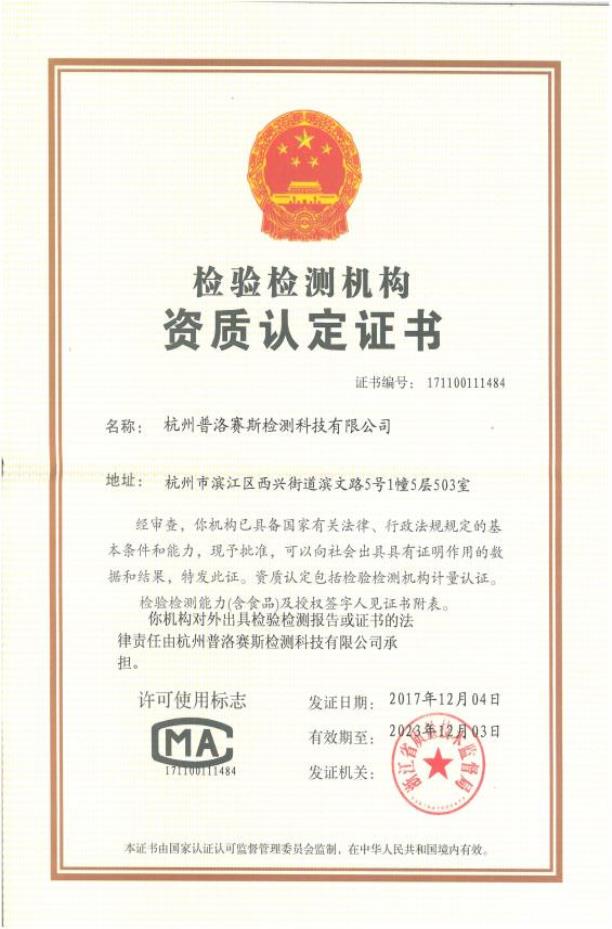 检验检测机构
资质认定证书
证书编号: 171100111484
名称: 杭州普洛赛斯检测科技有限公司
地址: 杭州市滨江区西兴街道滨文路5号1幢5层503室
经审查，你机构已具备国家有关法律、行政法规规定的基
本条件和能力，现予批准，可以向社会出具具有证明作用的数
据和结果，特发此证。资质认定包括检验检测机构计量认证。
检验检测能力(含食品)及授权签字人见证书附表。
你机构对外出具检验检测报告或证书的法
律责任由杭州普洛赛斯检测科技有限公司承
担。
许可使用标志
MA
171100111484
发证日期: 2017年12月04日
有效期至: 2023年12月03日
发证机关:
浙江省质量技术监督局
本证书由国家认证认可监督管理委员会监制，在中华人民共和国境内有效。